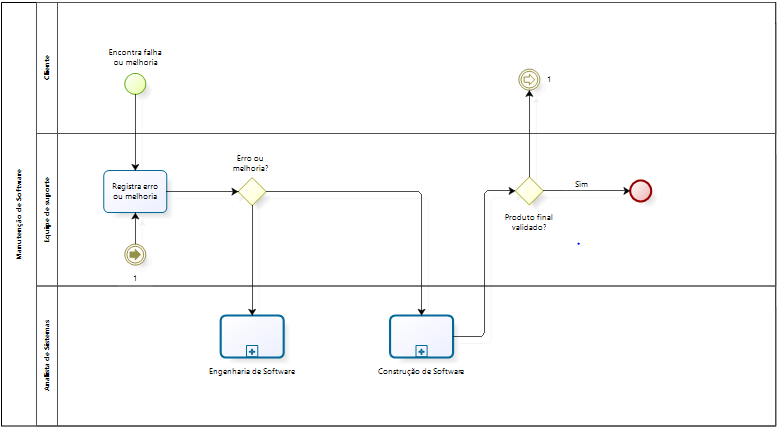 Manutenção de Software
Cliente
Encontra falha
ou melhoria
1
Equipe de suporte
Registra erro
ou melhoria
1
Erro ou
melhoria?
Produto final
validado?
Sim
Analista de Sistemas
Engenharia de Software
Construção de Software